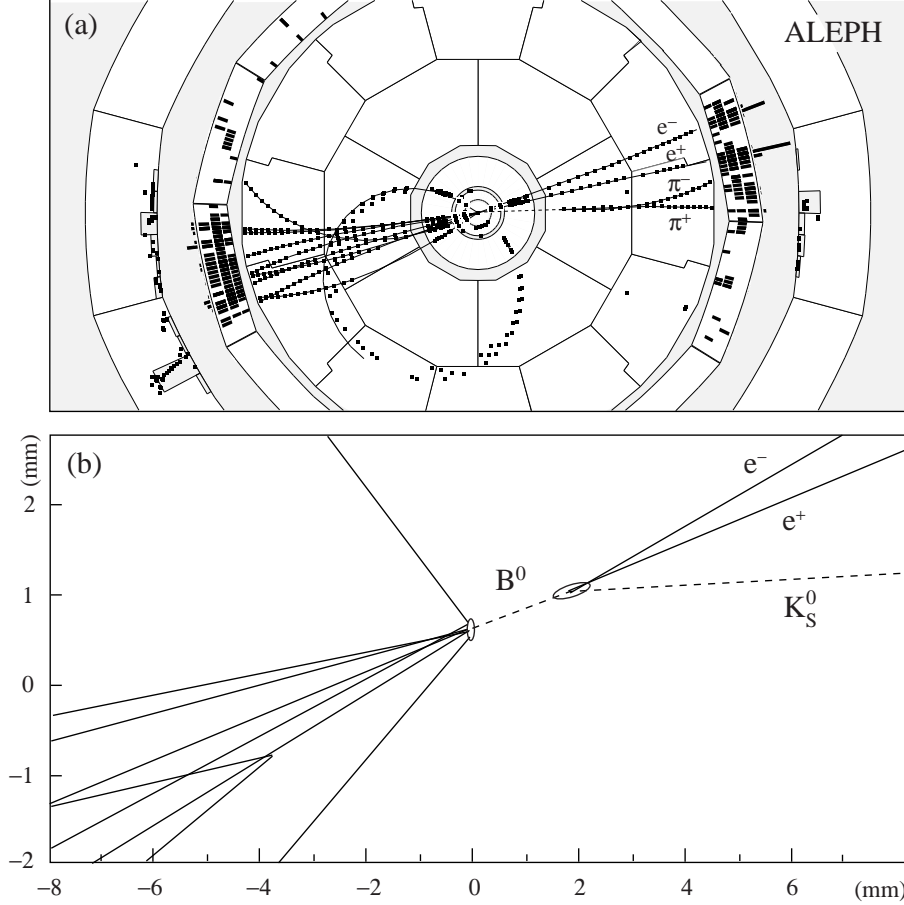 (a)
ALEPH
e⁻
e⁺
π⁻
π⁺
(mm)
(b)
e⁻
e⁺
B⁰
K⁰S
2
1
0
−1
−2
−8 −6 −4 −2 0 2 4 6 (mm)